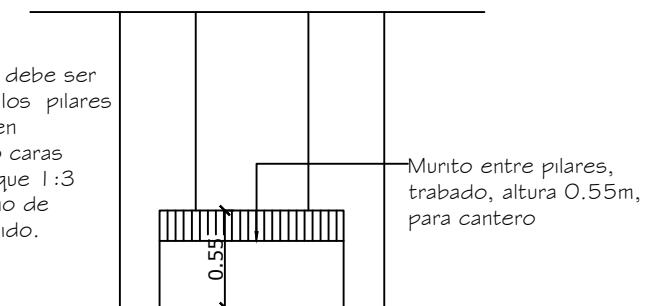 debe ser
los pilares
en
caras
que 1:3
o de
ido.
Murito entre pilares,
trabado, altura 0.55m,
para cantero
0.55